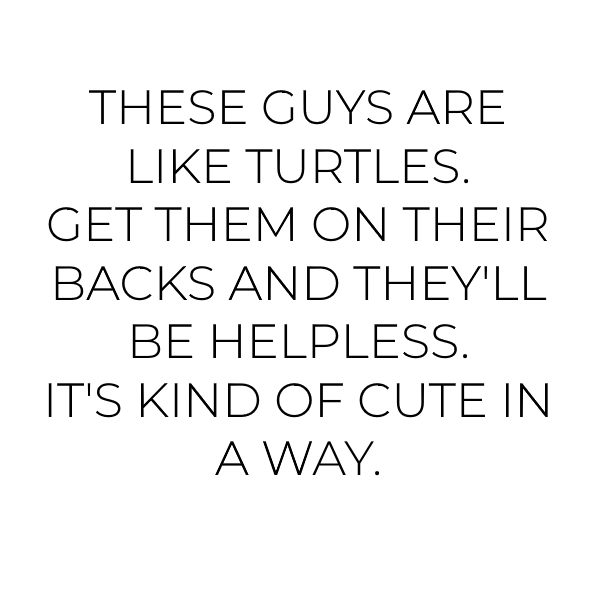 THESE GUYS ARE
LIKE TURTLES.
GET THEM ON THEIR
BACKS AND THEY'LL
BE HELPLESS.
IT'S KIND OF CUTE IN
A WAY.